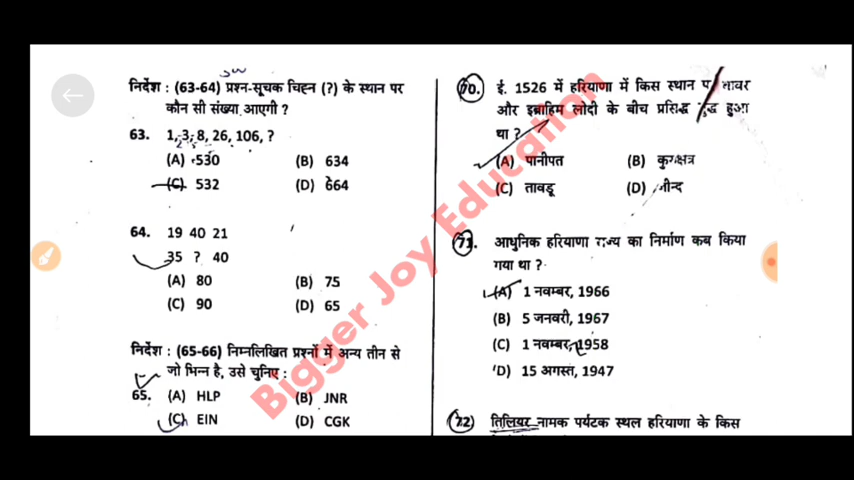 निर्देश : (63-64) प्रश्न-सूचक चिह्न (?) के स्थान पर
कौन सी संख्या आएगी ?
63. 1, 3, 8, 26, 106, ?
(A) 530 (B) 634
(C) 532 (D) 664
64. 19 40 21
35 ? 40
(A) 80 (B) 75
(C) 90 (D) 65
निर्देश : (65-66) निम्नलिखित प्रश्नों में अन्य तीन से
जो भिन्न है, उसे चुनिए :
65. (A) HLP (B) JNR
(C) EIN (D) CGK
70. ई. 1526 में हरियाणा में किस स्थान
और इब्राहिम लोदी के बीच प्रसिद्ध हुआ
था ?
(A) पानीपत (B) कुरुक्षेत्र
(C) तावडू (D) जीन्द
71. आधुनिक हरियाणा राज्य का निर्माण कब किया
गया था ?
(A) 1 नवम्बर, 1966
(B) 5 जनवरी, 1967
(C) 1 नवम्बर, 1958
(D) 15 अगस्त, 1947
72) तिलियर नामक पर्यटक स्थल हरियाणा के किस
Bigger Joy Education